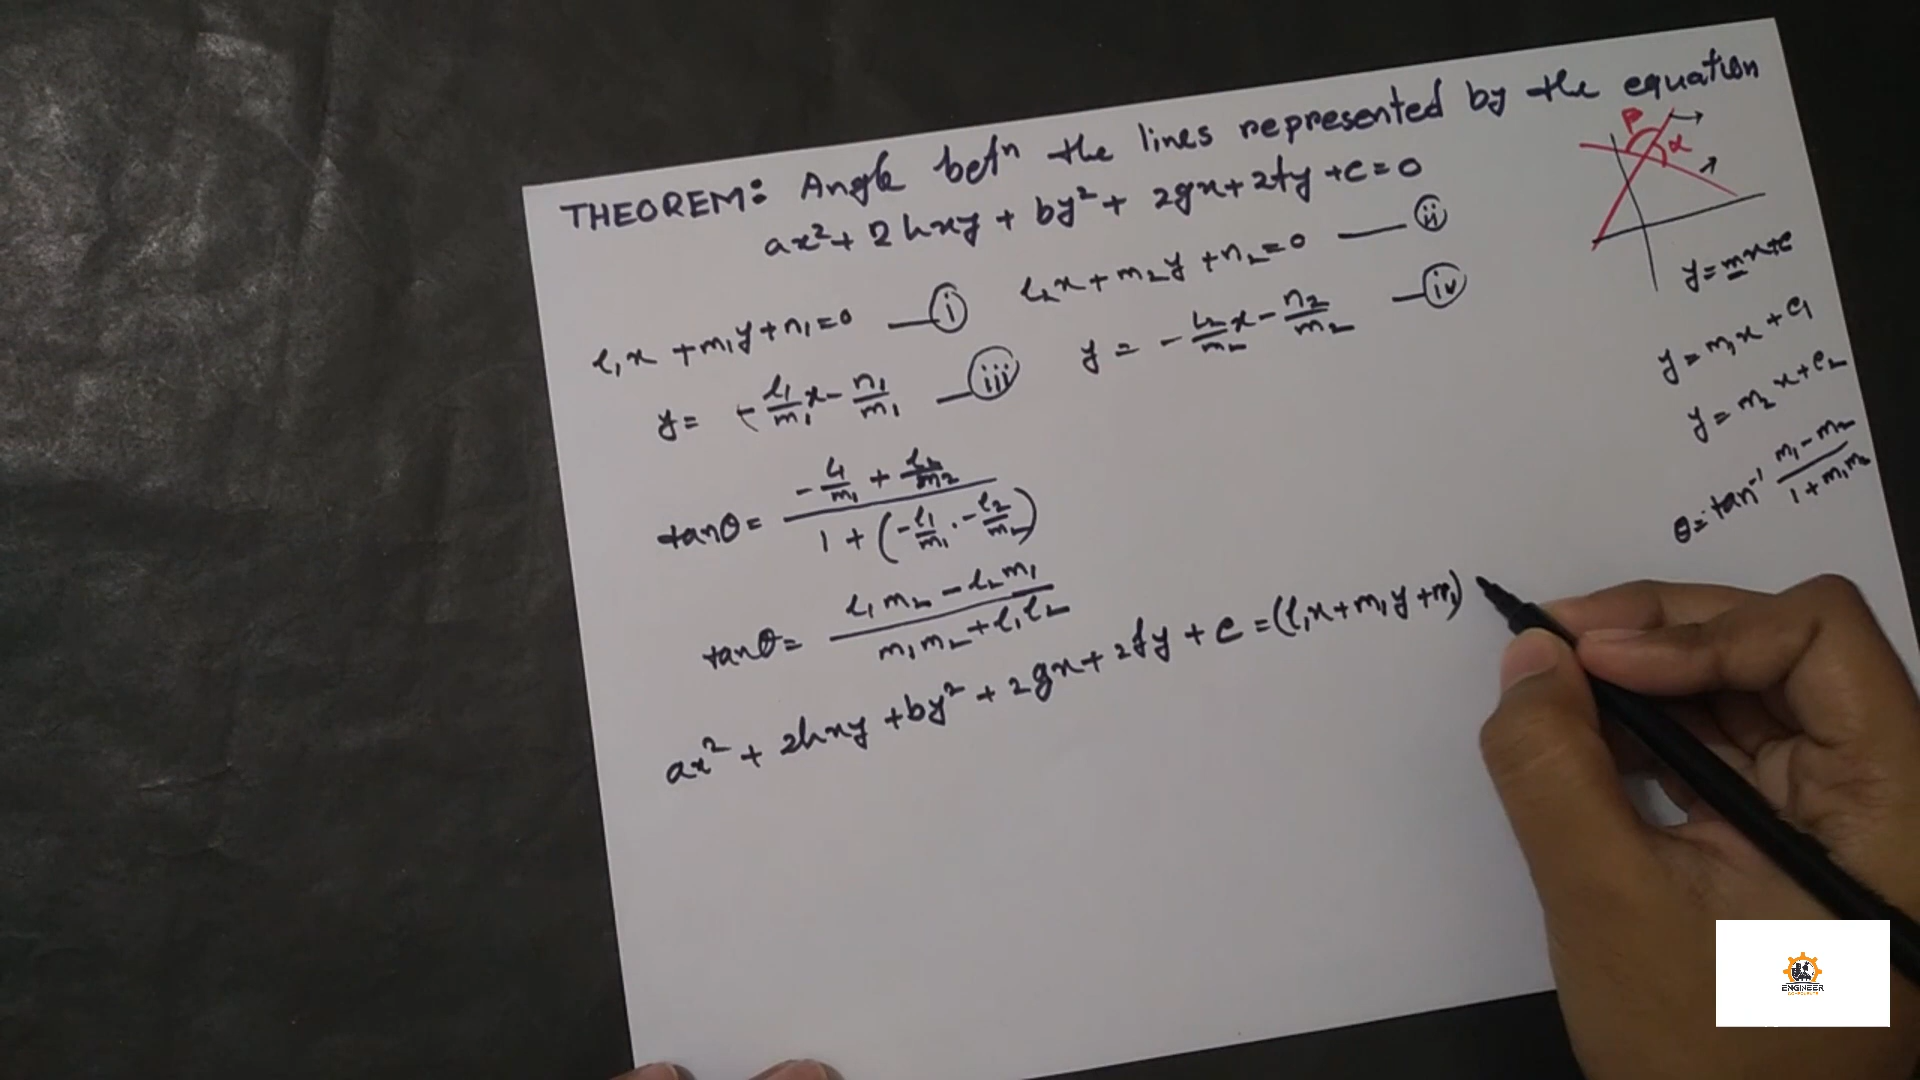 THEOREM: Angle betⁿ the lines represented by the equation
ax² + 2hxy + by² + 2gx + 2fy + c = 0
l₁x + m₁y + n₁ = 0 — (i)
l₂x + m₂y + n₂ = 0 — (ii)
y = -l₁/m₁ x - n₁/m₁ — (iii)
y = -l₂/m₂ x - n₂/m₂ — (iv)
tanθ = (-l₁/m₁ + l₂/m₂) / (1 + (-l₁/m₁ · -l₂/m₂))
tanθ = (l₁m₂ - l₂m₁) / (m₁m₂ + l₁l₂)
ax² + 2hxy + by² + 2gx + 2fy + c = (l₁x + m₁y + n₁)
β
α
y = mx + c
y = m₁x + c₁
y = m₂x + c₂
θ = tan⁻¹ (m₁ - m₂) / (1 + m₁m₂)
ENGINEER